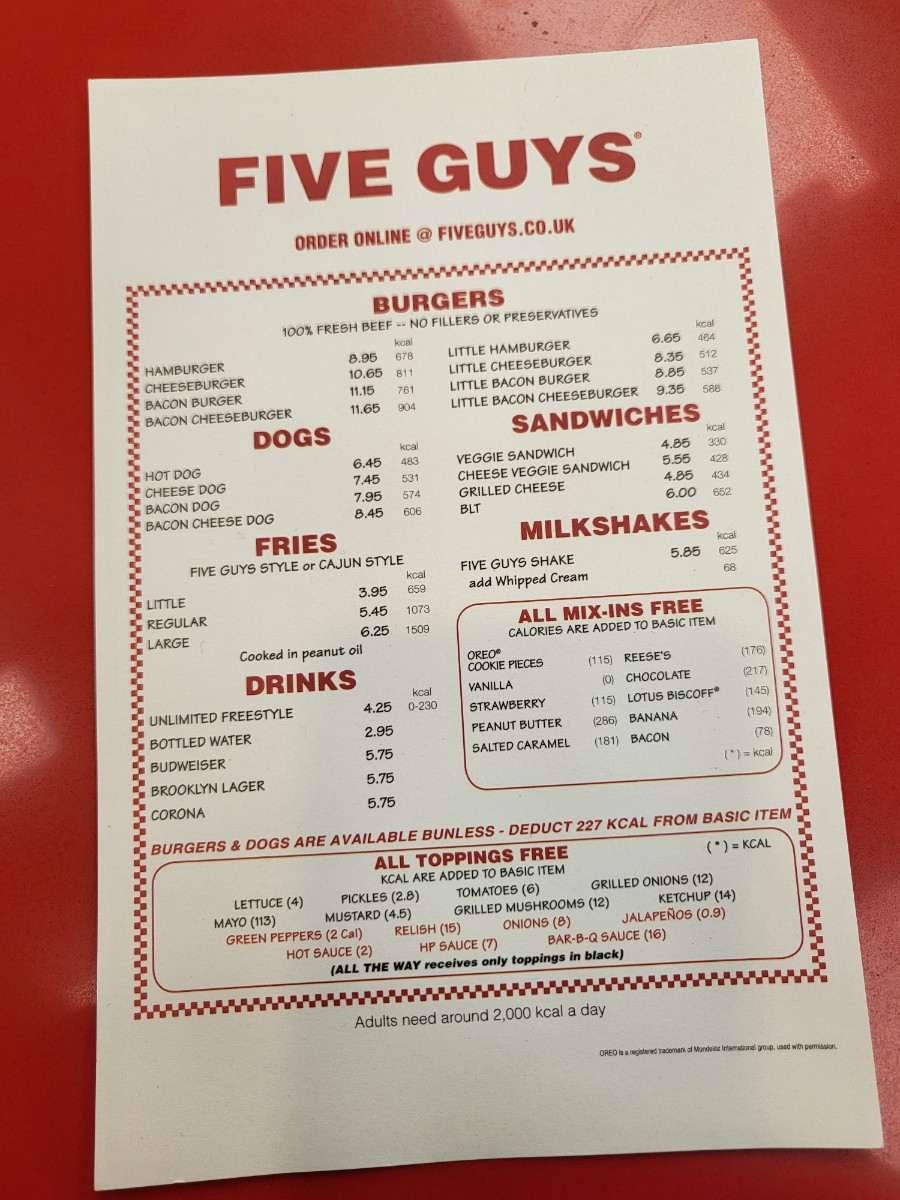 FIVE GUYS®
ORDER ONLINE @ FIVEGUYS.CO.UK
BURGERS
100% FRESH BEEF -- NO FILLERS OR PRESERVATIVES
kcal
HAMBURGER 8.95 678
CHEESEBURGER 10.65 811
BACON BURGER 11.15 761
BACON CHEESEBURGER 11.65 904
kcal
LITTLE HAMBURGER 6.65 464
LITTLE CHEESEBURGER 8.35 512
LITTLE BACON BURGER 8.85 537
LITTLE BACON CHEESEBURGER 9.35 588
DOGS
kcal
HOT DOG 6.45 483
CHEESE DOG 7.45 531
BACON DOG 7.95 574
BACON CHEESE DOG 8.45 606
SANDWICHES
kcal
VEGGIE SANDWICH 4.85 330
CHEESE VEGGIE SANDWICH 5.55 428
GRILLED CHEESE 4.85 434
BLT 6.00 652
FRIES
FIVE GUYS STYLE or CAJUN STYLE
kcal
LITTLE 3.95 659
REGULAR 5.45 1073
LARGE 6.25 1509
Cooked in peanut oil
MILKSHAKES
kcal
FIVE GUYS SHAKE 5.85 625
add Whipped Cream 68
ALL MIX-INS FREE
CALORIES ARE ADDED TO BASIC ITEM
OREO®
COOKIE PIECES (115) REESE'S (176)
VANILLA (0) CHOCOLATE (217)
STRAWBERRY (115) LOTUS BISCOFF® (145)
PEANUT BUTTER (286) BANANA (194)
SALTED CARAMEL (181) BACON (78)
(*) = kcal
DRINKS
kcal
UNLIMITED FREESTYLE 4.25 0-230
BOTTLED WATER 2.95
BUDWEISER 5.75
BROOKLYN LAGER 5.75
CORONA 5.75
BURGERS & DOGS ARE AVAILABLE BUNLESS - DEDUCT 227 KCAL FROM BASIC ITEM
ALL TOPPINGS FREE
(*) = KCAL
KCAL ARE ADDED TO BASIC ITEM
LETTUCE (4) PICKLES (2.8) TOMATOES (6) GRILLED ONIONS (12)
MAYO (113) MUSTARD (4.5) GRILLED MUSHROOMS (12) KETCHUP (14)
GREEN PEPPERS (2 Cal) RELISH (15) ONIONS (8) JALAPEÑOS (0.9)
HOT SAUCE (2) HP SAUCE (7) BAR-B-Q SAUCE (16)
(ALL THE WAY receives only toppings in black)
Adults need around 2,000 kcal a day
OREO is a registered trademark of Mondelez International group, used with permission.